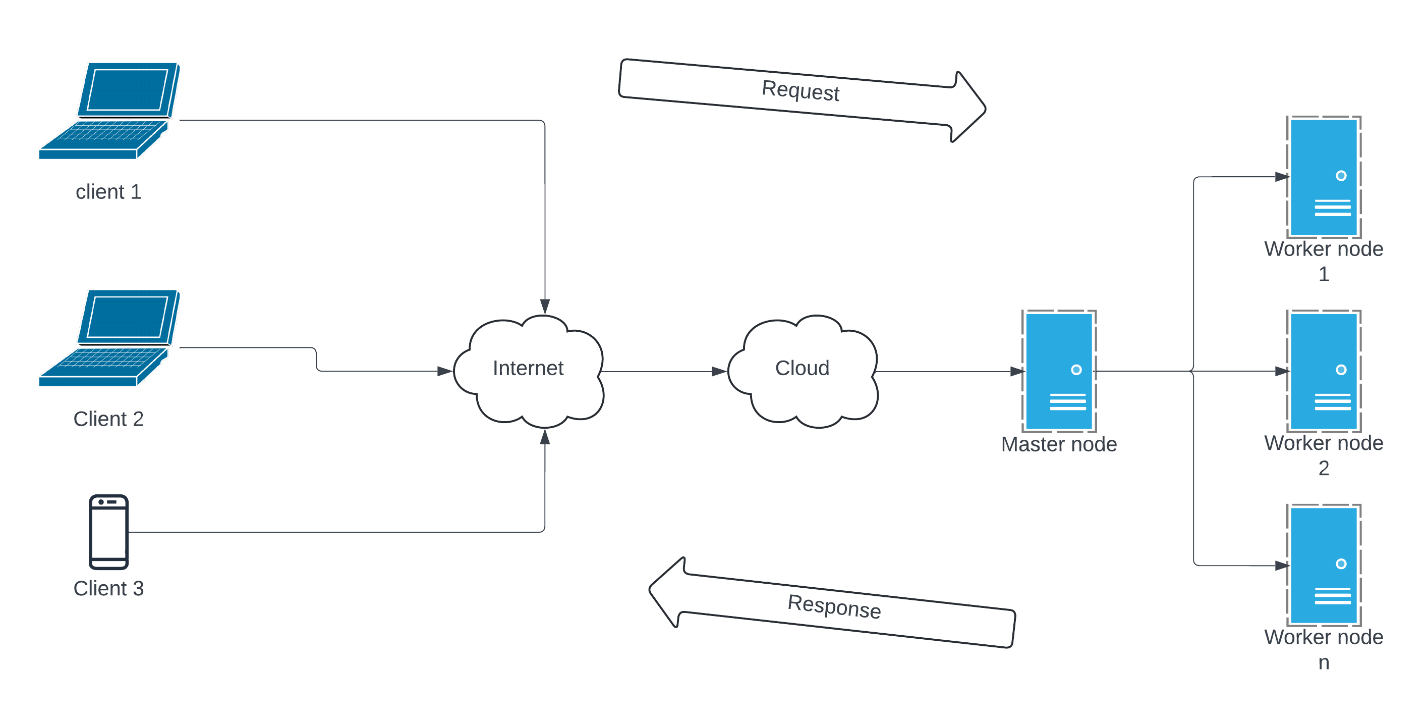 Request
client 1
Worker node
1
Client 2
Internet
Cloud
Master node
Worker node
2
Client 3
Response
Worker node
n